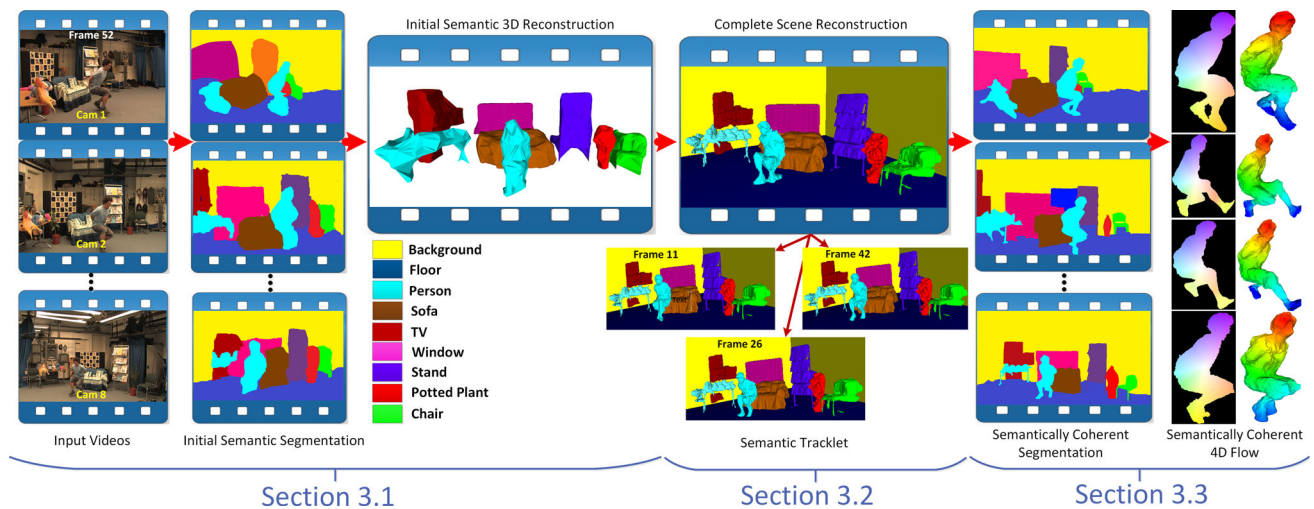 Frame 52
Cam 1
Cam 2
Cam 8
Input Videos
Initial Semantic Segmentation
Initial Semantic 3D Reconstruction
Background
Floor
Person
Sofa
TV
Window
Stand
Potted Plant
Chair
Complete Scene Reconstruction
Frame 11
Text
Frame 42
Frame 26
Semantic Tracklet
Semantically Coherent
Segmentation
Semantically Coherent
4D Flow
Section 3.1
Section 3.2
Section 3.3